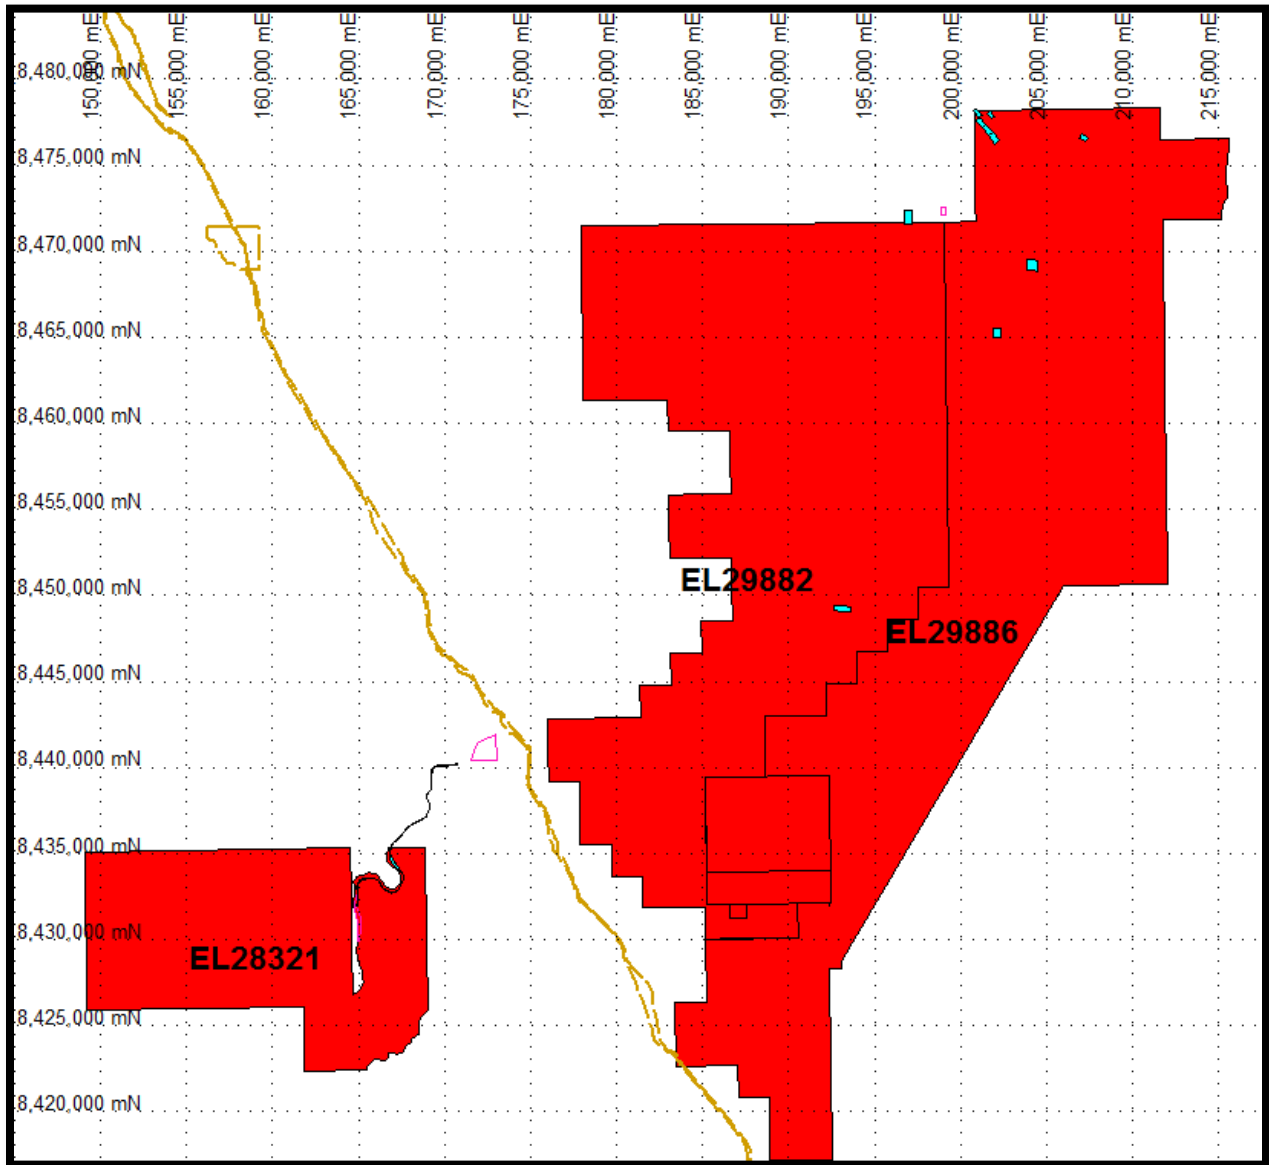 150,000 mE
155,000 mE
160,000 mE
165,000 mE
170,000 mE
175,000 mE
180,000 mE
185,000 mE
190,000 mE
195,000 mE
200,000 mE
205,000 mE
210,000 mE
215,000 mE
8,480,000 mN
8,475,000 mN
8,470,000 mN
8,465,000 mN
8,460,000 mN
8,455,000 mN
8,450,000 mN
EL29882
EL29886
8,445,000 mN
8,440,000 mN
8,435,000 mN
8,430,000 mN
EL28321
8,425,000 mN
8,420,000 mN